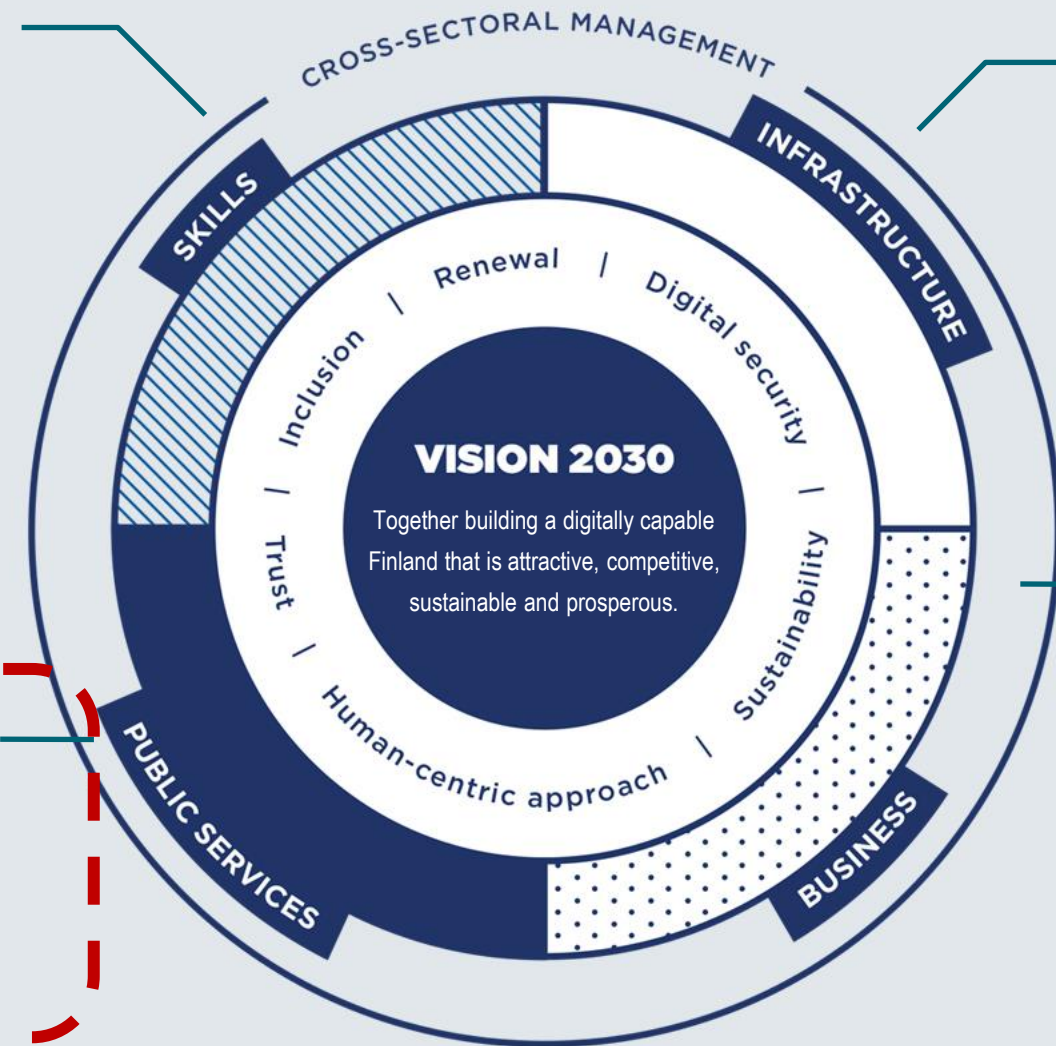 CROSS-SECTORAL MANAGEMENT
SKILLS
INFRASTRUCTURE
Trust | Inclusion | Renewal | Digital security | Sustainability | Human-centric approach |
VISION 2030
Together building a digitally capable
Finland that is attractive, competitive,
sustainable and prosperous.
PUBLIC SERVICES
BUSINESS